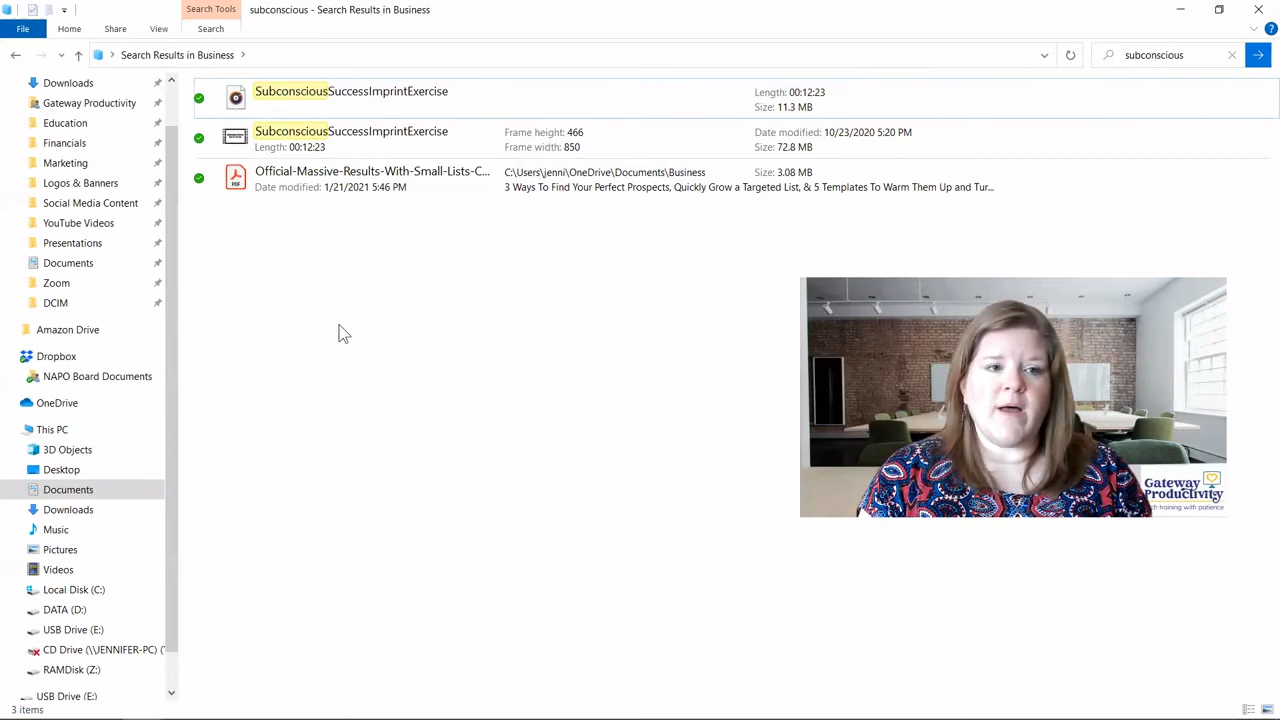 Search Tools
subconscious - Search Results in Business
File
Home
Share
View
Search
Search Results in Business
subconscious
Downloads
Gateway Productivity
Education
Financials
Marketing
Logos & Banners
Social Media Content
YouTube Videos
Presentations
Documents
Zoom
DCIM
Amazon Drive
Dropbox
NAPO Board Documents
OneDrive
This PC
3D Objects
Desktop
Documents
Downloads
Music
Pictures
Videos
Local Disk (C:)
DATA (D:)
USB Drive (E:)
CD Drive (\\JENNIFER-PC) ('
RAMDisk (Z:)
USB Drive (E:)
3 items
SubconsciousSuccessImprintExercise
Length: 00:12:23
Size: 11.3 MB
SubconsciousSuccessImprintExercise
Length: 00:12:23
Frame height: 466
Frame width: 850
Date modified: 10/23/2020 5:20 PM
Size: 72.8 MB
PDF
Official-Massive-Results-With-Small-Lists-C...
Date modified: 1/21/2021 5:46 PM
C:\Users\jenni\OneDrive\Documents\Business
3 Ways To Find Your Perfect Prospects, Quickly Grow a Targeted List, & 5 Templates To Warm Them Up and Tur...
Size: 3.08 MB
Gateway
Productivity
ch training with patience